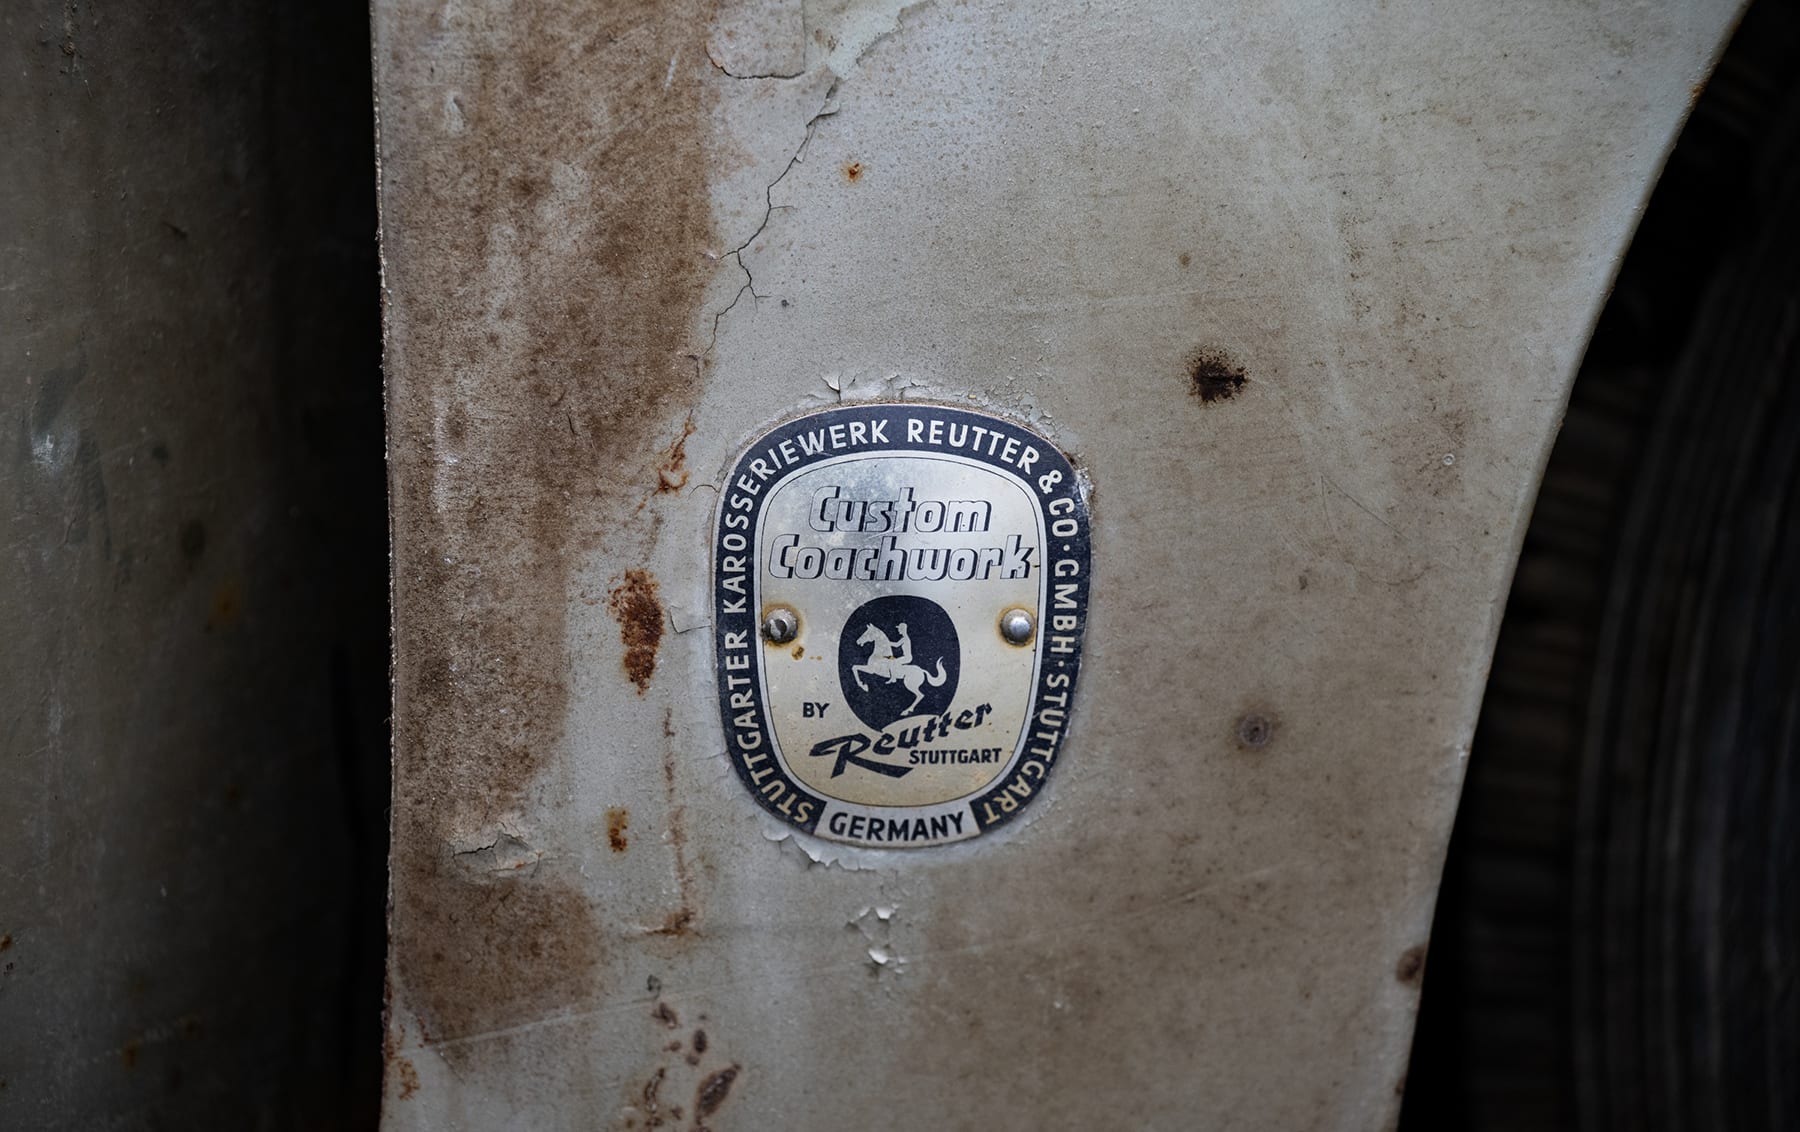 STUTTGARTER KAROSSERIEWERK REUTTER & CO · GMBH · STUTTGART
Custom
Coachwork
BY
Reutter
STUTTGART
GERMANY